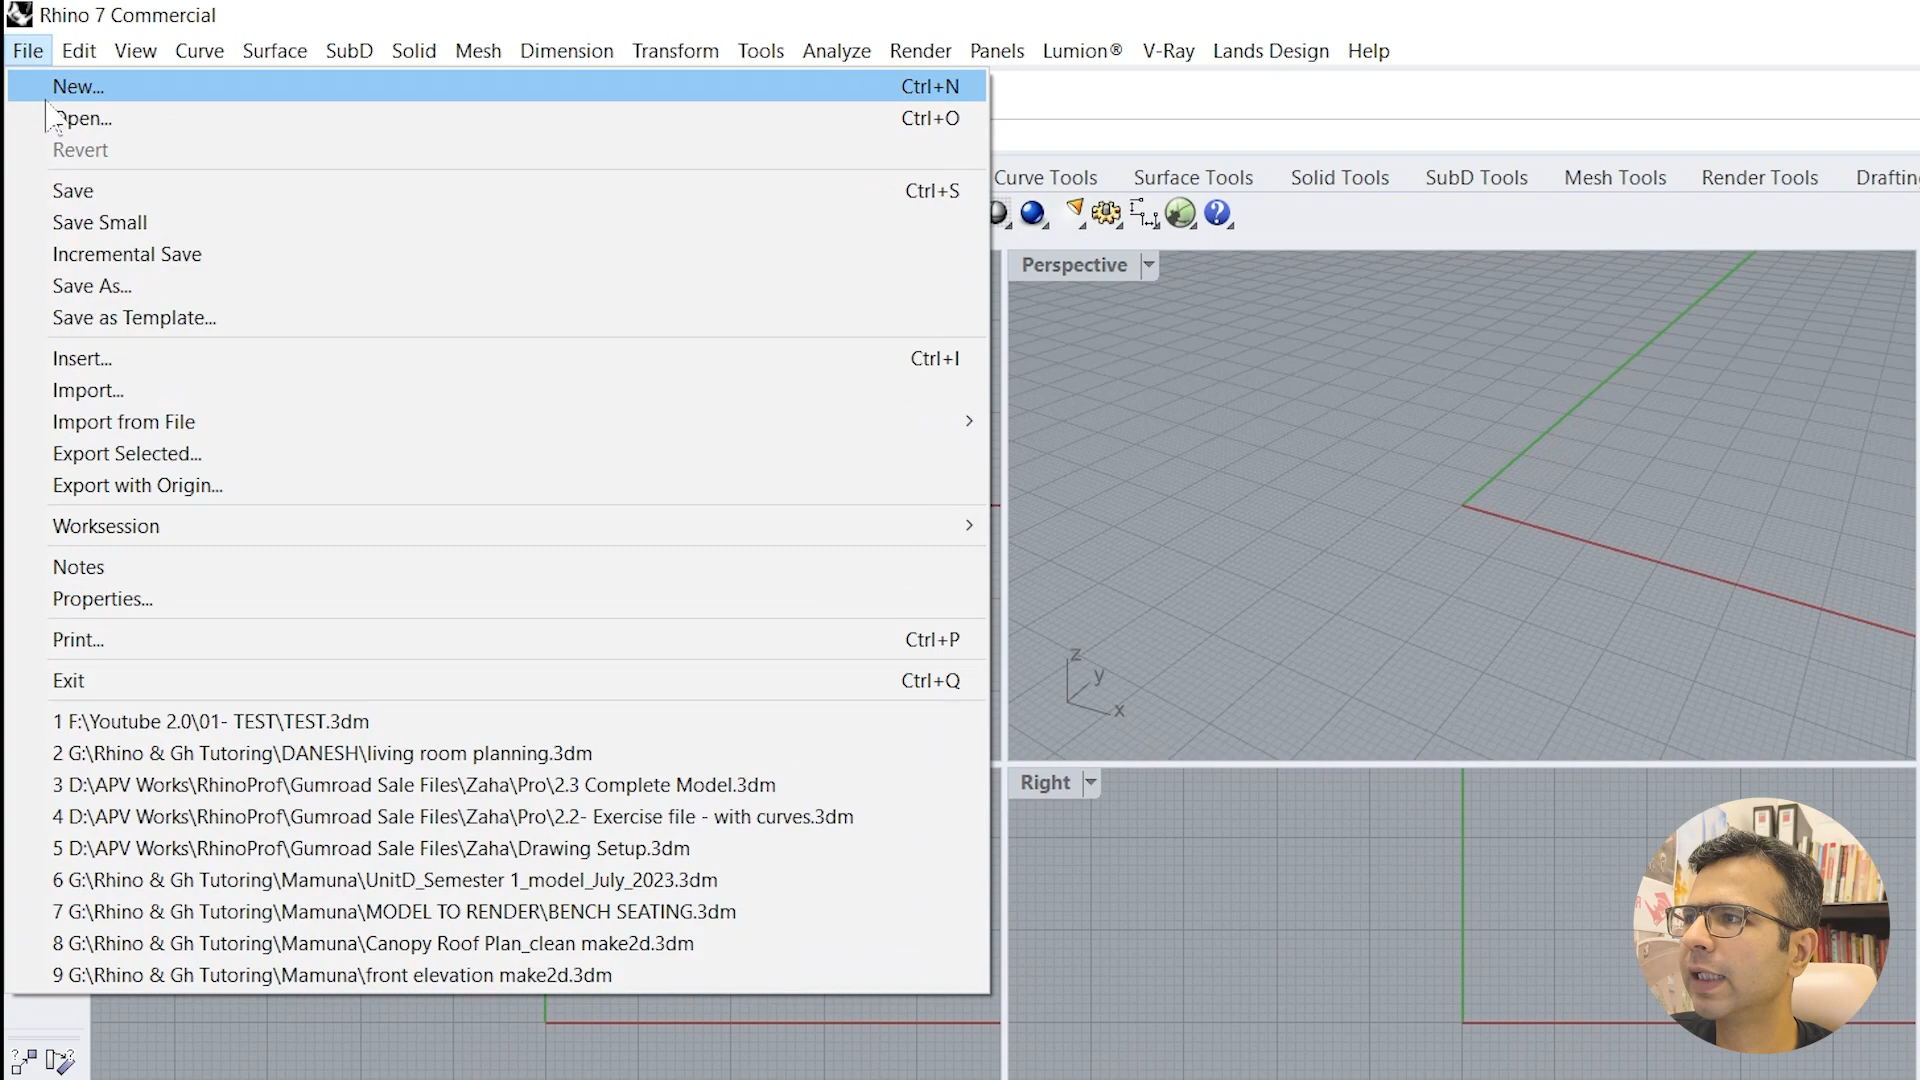 Rhino 7 Commercial
File Edit View Curve Surface SubD Solid Mesh Dimension Transform Tools Analyze Render Panels Lumion® V-Ray Lands Design Help
New... Ctrl+N
Open... Ctrl+O
Revert
Save Ctrl+S
Save Small
Incremental Save
Save As...
Save as Template...
Insert... Ctrl+I
Import...
Import from File
Export Selected...
Export with Origin...
Worksession
Notes
Properties...
Print... Ctrl+P
Exit Ctrl+Q
1 F:\Youtube 2.0\01- TEST\TEST.3dm
2 G:\Rhino & Gh Tutoring\DANESH\living room planning.3dm
3 D:\APV Works\RhinoProf\Gumroad Sale Files\Zaha\Pro\2.3 Complete Model.3dm
4 D:\APV Works\RhinoProf\Gumroad Sale Files\Zaha\Pro\2.2- Exercise file - with curves.3dm
5 D:\APV Works\RhinoProf\Gumroad Sale Files\Zaha\Drawing Setup.3dm
6 G:\Rhino & Gh Tutoring\Mamuna\UnitD_Semester 1_model_July_2023.3dm
7 G:\Rhino & Gh Tutoring\Mamuna\MODEL TO RENDER\BENCH SEATING.3dm
8 G:\Rhino & Gh Tutoring\Mamuna\Canopy Roof Plan_clean make2d.3dm
9 G:\Rhino & Gh Tutoring\Mamuna\front elevation make2d.3dm
Curve Tools Surface Tools Solid Tools SubD Tools Mesh Tools Render Tools Draftin
Perspective
z
y
x
Right